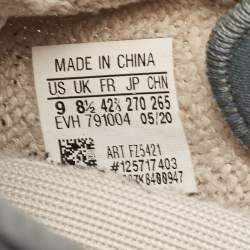 MADE IN CHINA
US UK FR JP CHN
9 8½ 42⅔ 270 265
EVH 791004 05/20
ART FZ5421
#125717403